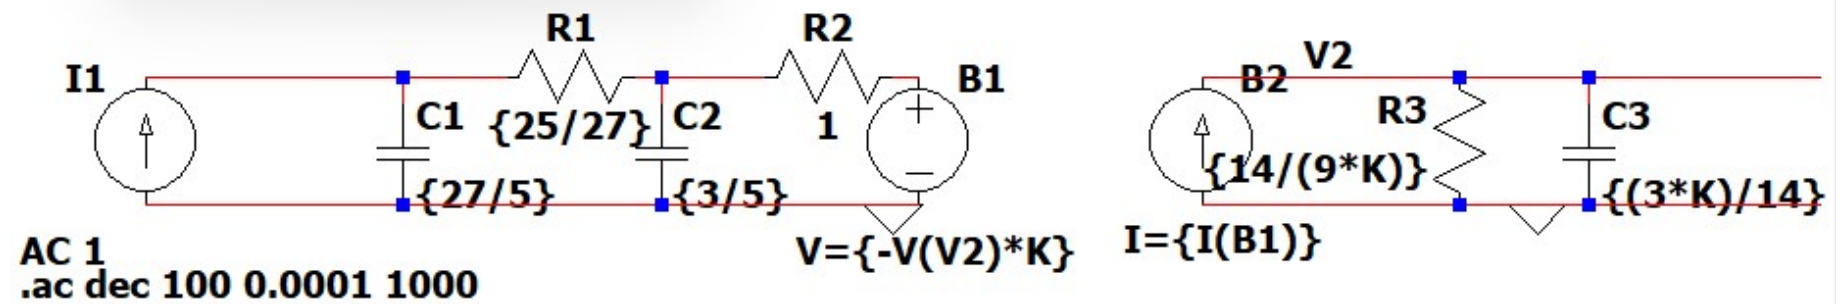 R1
R2
V2
I1
B1
B2
C1
{25/27}
C2
1
R3
C3
{27/5}
{3/5}
{14/(9*K)}
{(3*K)/14}
V={-V(V2)*K}
I={I(B1)}
AC 1
.ac dec 100 0.0001 1000